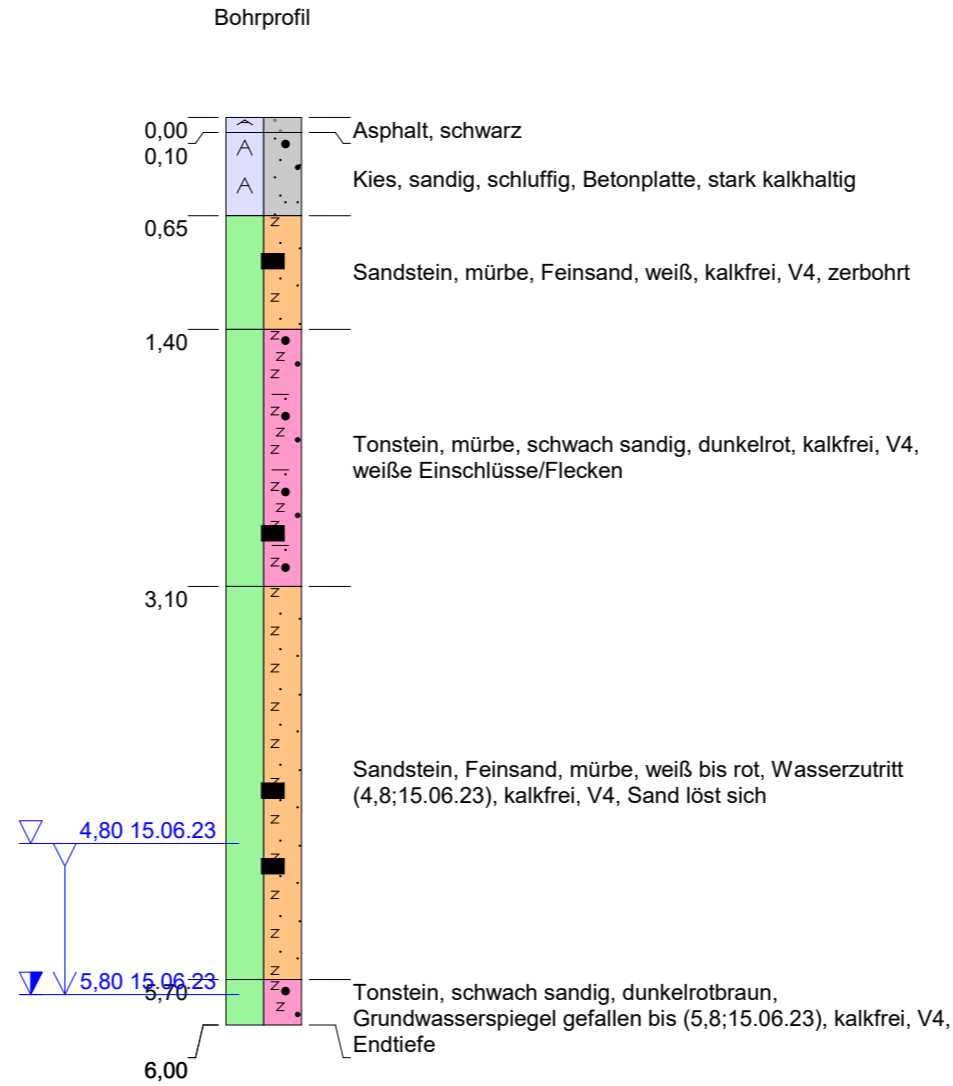 Bohrprofil
0,00
Asphalt, schwarz
0,10
Kies, sandig, schluffig, Betonplatte, stark kalkhaltig
0,65
Sandstein, mürbe, Feinsand, weiß, kalkfrei, V4, zerbohrt
1,40
Tonstein, mürbe, schwach sandig, dunkelrot, kalkfrei, V4,
weiße Einschlüsse/Flecken
3,10
Sandstein, Feinsand, mürbe, weiß bis rot, Wasserzutritt
(4,8;15.06.23), kalkfrei, V4, Sand löst sich
4,80 15.06.23
5,80 15.06.23
5,70
Tonstein, schwach sandig, dunkelrotbraun,
Grundwasserspiegel gefallen bis (5,8;15.06.23), kalkfrei, V4,
Endtiefe
6,00